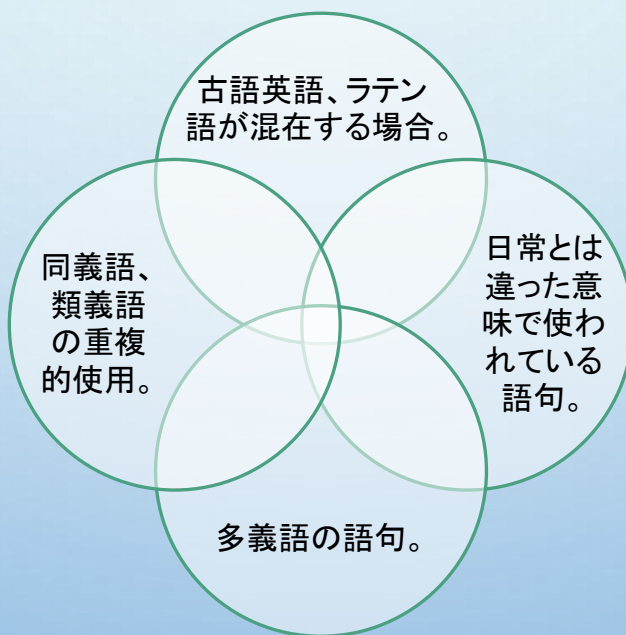 古語英語、ラテン
語が混在する場合。
同義語、
類義語
の重複
的使用。
日常とは
違った意
味で使わ
れている
語句。
多義語の語句。